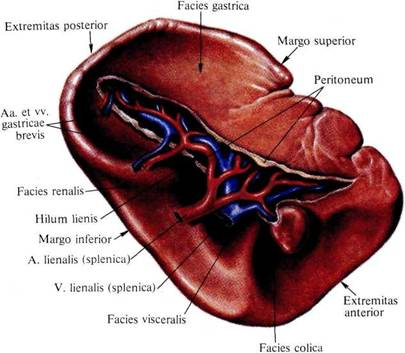 Facies gastrica
Extremitas posterior
Margo superior
Peritoneum
Aa. et vv.
gastricae
brevis
Facies renalis
Hilum lienis
Margo inferior
A. lienalis (splenica)
V. lienalis (splenica)
Facies visceralis
Extremitas
anterior
Facies colica